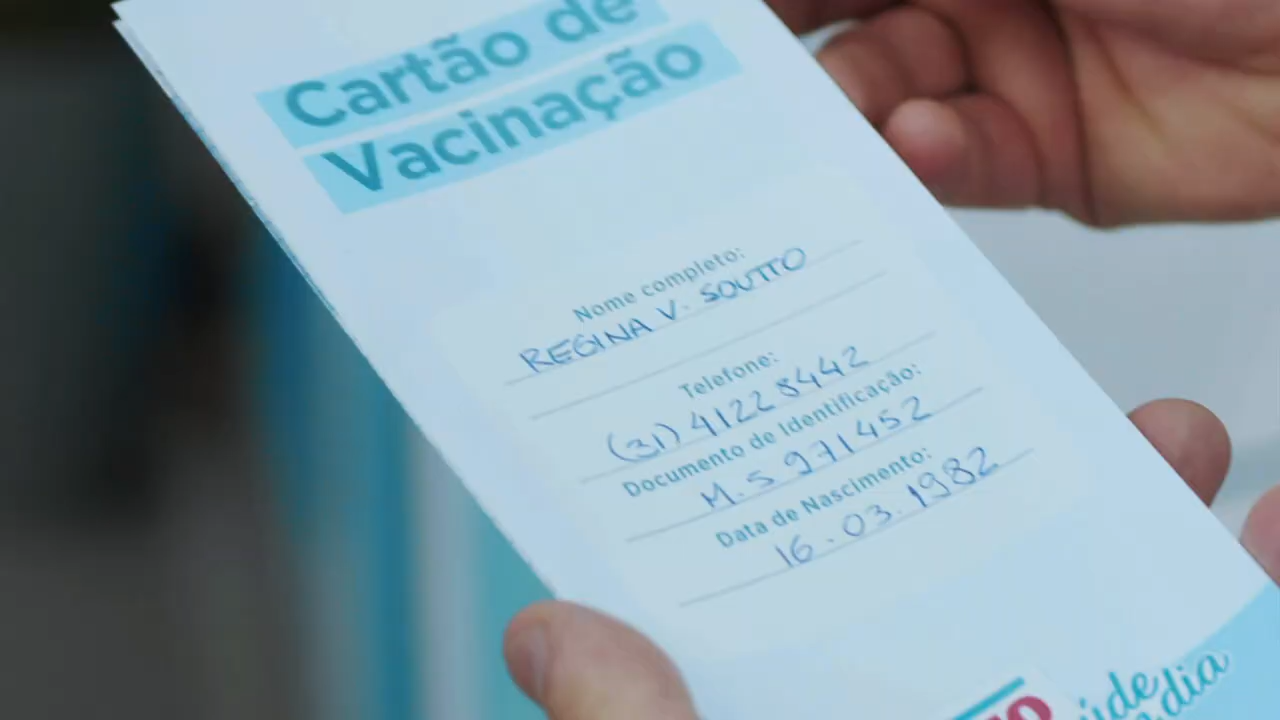 Cartão de
Vacinação
Nome completo:
REGINA V. SOUTTO
Telefone:
(31) 4122 8442
Documento de Identificação:
M.S 971452
Data de Nascimento:
16.03.1982
dia